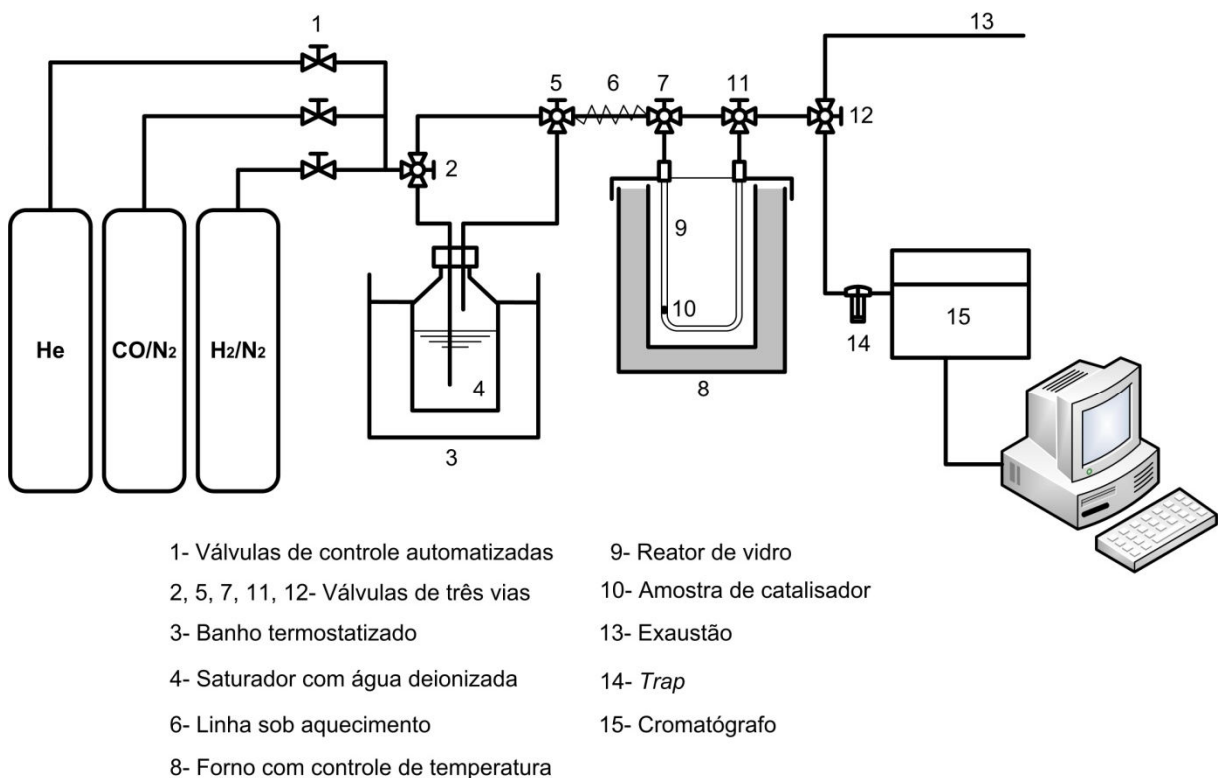 1
13
5
6
7
11
12
2
9
10
He
CO/N2
H2/N2
4
15
14
8
3
1- Válvulas de controle automatizadas
2, 5, 7, 11, 12- Válvulas de três vias
3- Banho termostatizado
4- Saturador com água deionizada
6- Linha sob aquecimento
8- Forno com controle de temperatura
9- Reator de vidro
10- Amostra de catalisador
13- Exaustão
14- Trap
15- Cromatógrafo